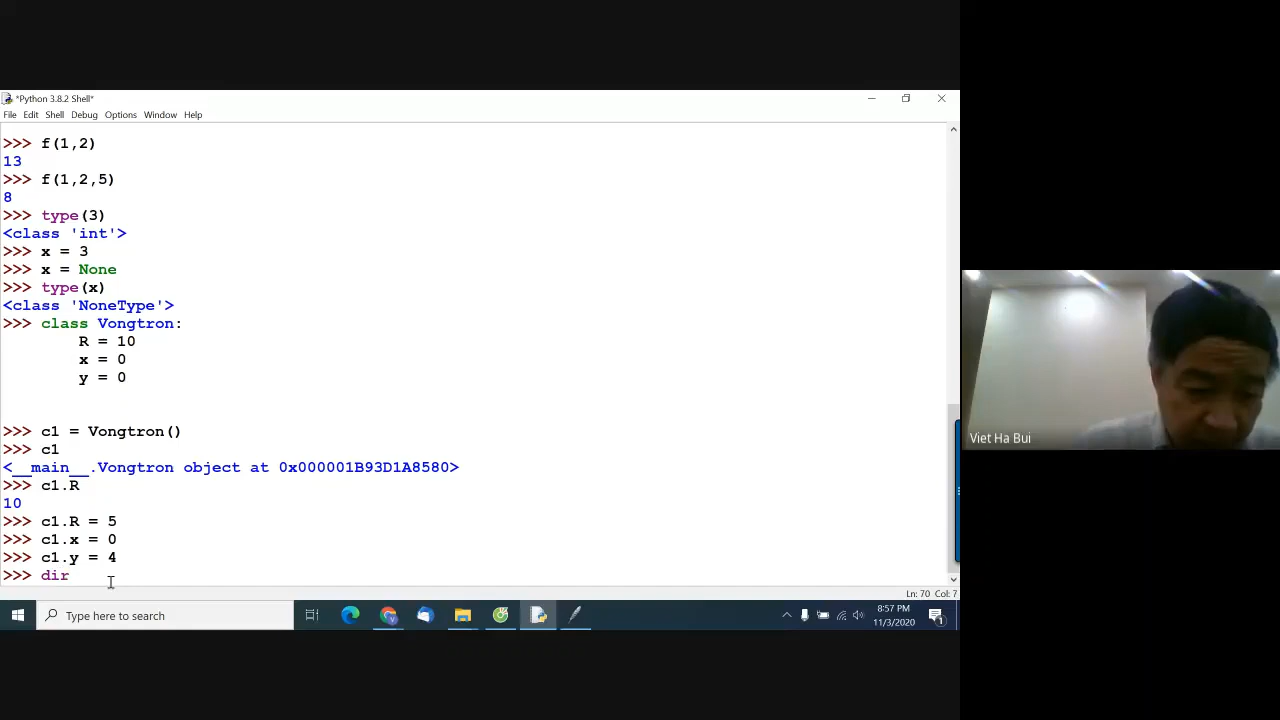 *Python 3.8.2 Shell*
File Edit Shell Debug Options Window Help
>>> f(1,2)
13
>>> f(1,2,5)
8
>>> type(3)
<class 'int'>
>>> x = 3
>>> x = None
>>> type(x)
<class 'NoneType'>
>>> class Vongtron:
R = 10
x = 0
y = 0
>>> c1 = Vongtron()
>>> c1
<__main__.Vongtron object at 0x000001B93D1A8580>
>>> c1.R
10
>>> c1.R = 5
>>> c1.x = 0
>>> c1.y = 4
>>> dir
Ln: 70 Col: 7
Type here to search
8:57 PM
11/3/2020
1
Viet Ha Bui